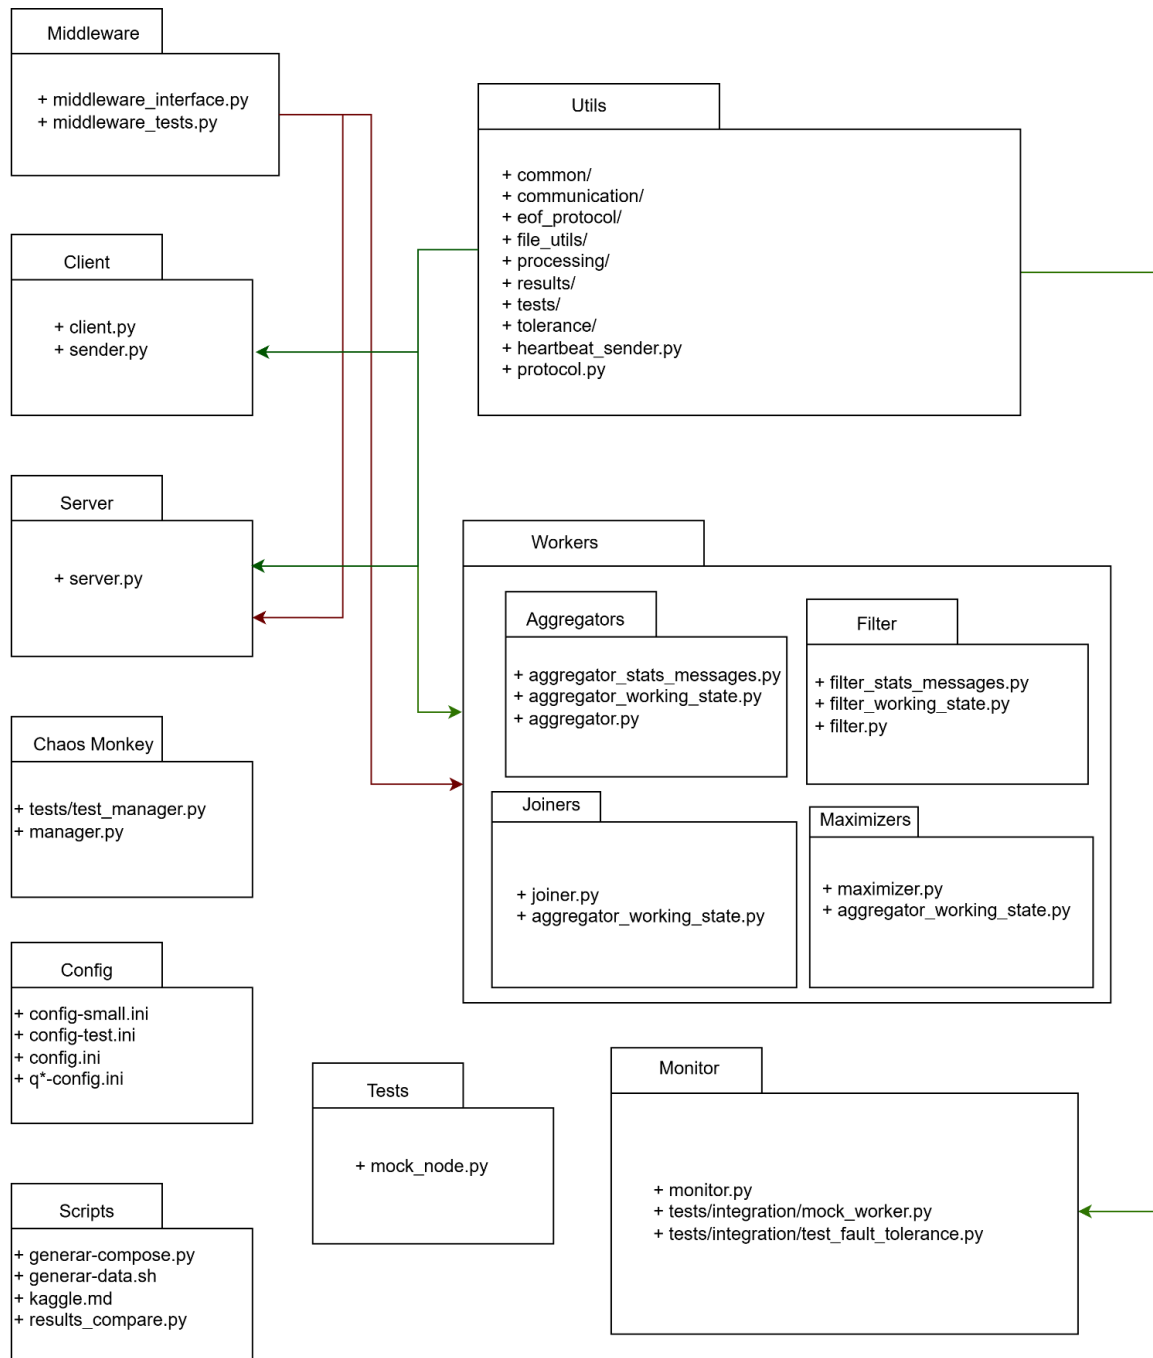 Middleware
+ middleware_interface.py
+ middleware_tests.py
Utils
+ common/
+ communication/
+ eof_protocol/
+ file_utils/
+ processing/
+ results/
+ tests/
+ tolerance/
+ heartbeat_sender.py
+ protocol.py
Client
+ client.py
+ sender.py
Server
+ server.py
Workers
Aggregators
+ aggregator_stats_messages.py
+ aggregator_working_state.py
+ aggregator.py
Filter
+ filter_stats_messages.py
+ filter_working_state.py
+ filter.py
Joiners
+ joiner.py
+ aggregator_working_state.py
Maximizers
+ maximizer.py
+ aggregator_working_state.py
Chaos Monkey
+ tests/test_manager.py
+ manager.py
Config
+ config-small.ini
+ config-test.ini
+ config.ini
+ q*-config.ini
Tests
+ mock_node.py
Monitor
+ monitor.py
+ tests/integration/mock_worker.py
+ tests/integration/test_fault_tolerance.py
Scripts
+ generar-compose.py
+ generar-data.sh
+ kaggle.md
+ results_compare.py